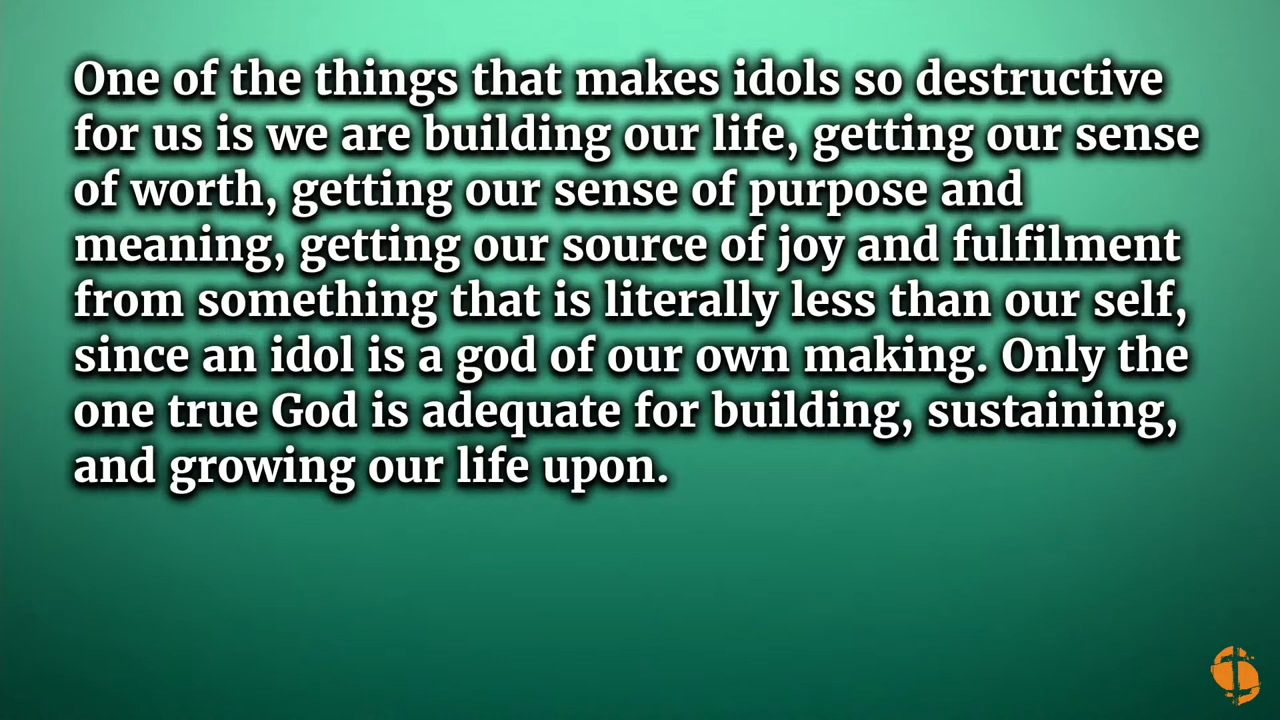 One of the things that makes idols so destructive
for us is we are building our life, getting our sense
of worth, getting our sense of purpose and
meaning, getting our source of joy and fulfilment
from something that is literally less than our self,
since an idol is a god of our own making. Only the
one true God is adequate for building, sustaining,
and growing our life upon.